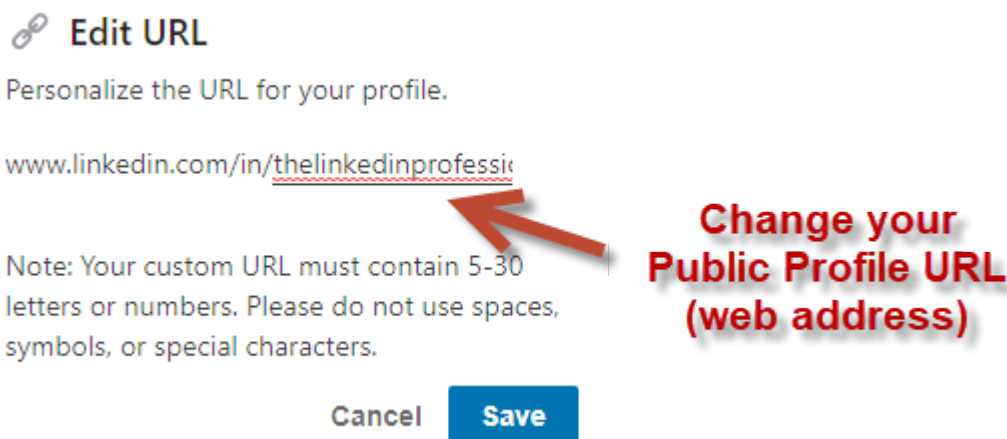 Edit URL
Personalize the URL for your profile.
www.linkedin.com/in/thelinkedinprofessi
Change your
Public Profile URL
(web address)
Note: Your custom URL must contain 5-30
letters or numbers. Please do not use spaces,
symbols, or special characters.
Cancel Save